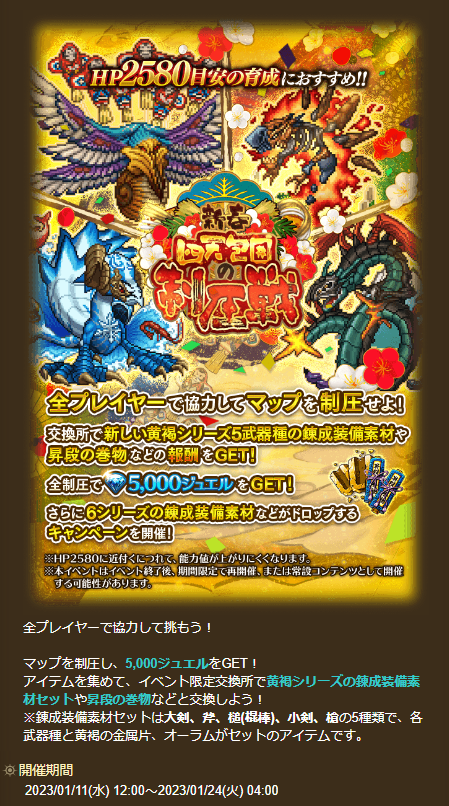 HP2580目安の育成におすすめ!!
新春
四方包囲
の
制圧戦
全プレイヤーで協力してマップを制圧せよ!
交換所で新しい黄褐シリーズ5武器種の錬成装備素材や
昇段の巻物などの報酬をGET!
全制圧で5,000ジュエルをGET!
さらに6シリーズの錬成装備素材などがドロップする
キャンペーンを開催!
※HP2580に近付くにつれて、能力値が上がりにくくなります。
※本イベントはイベント終了後、期間限定で再開催、または常設コンテンツとして開催
する可能性があります。
全プレイヤーで協力して挑もう！
マップを制圧し、5,000ジュエルをGET！
アイテムを集めて、イベント限定交換所で黄褐シリーズの錬成装備素
材セットや昇段の巻物などと交換しよう！
※錬成装備素材セットは大剣、斧、槌(棍棒)、小剣、槍の5種類で、各
武器種と黄褐の金属片、オーラムがセットのアイテムです。
開催期間
2023/01/11(水) 12:00～2023/01/24(火) 04:00